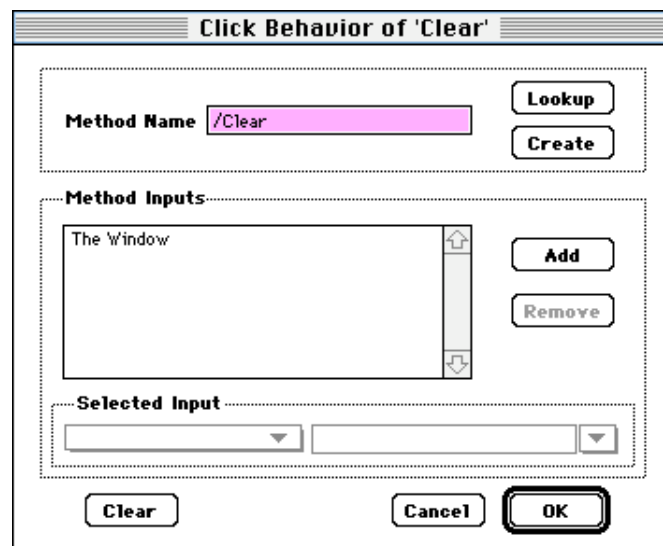 Click Behavior of 'Clear'
Lookup
Method Name /Clear
Create
Method Inputs
The Window
Add
Remove
Selected Input
Clear Cancel OK